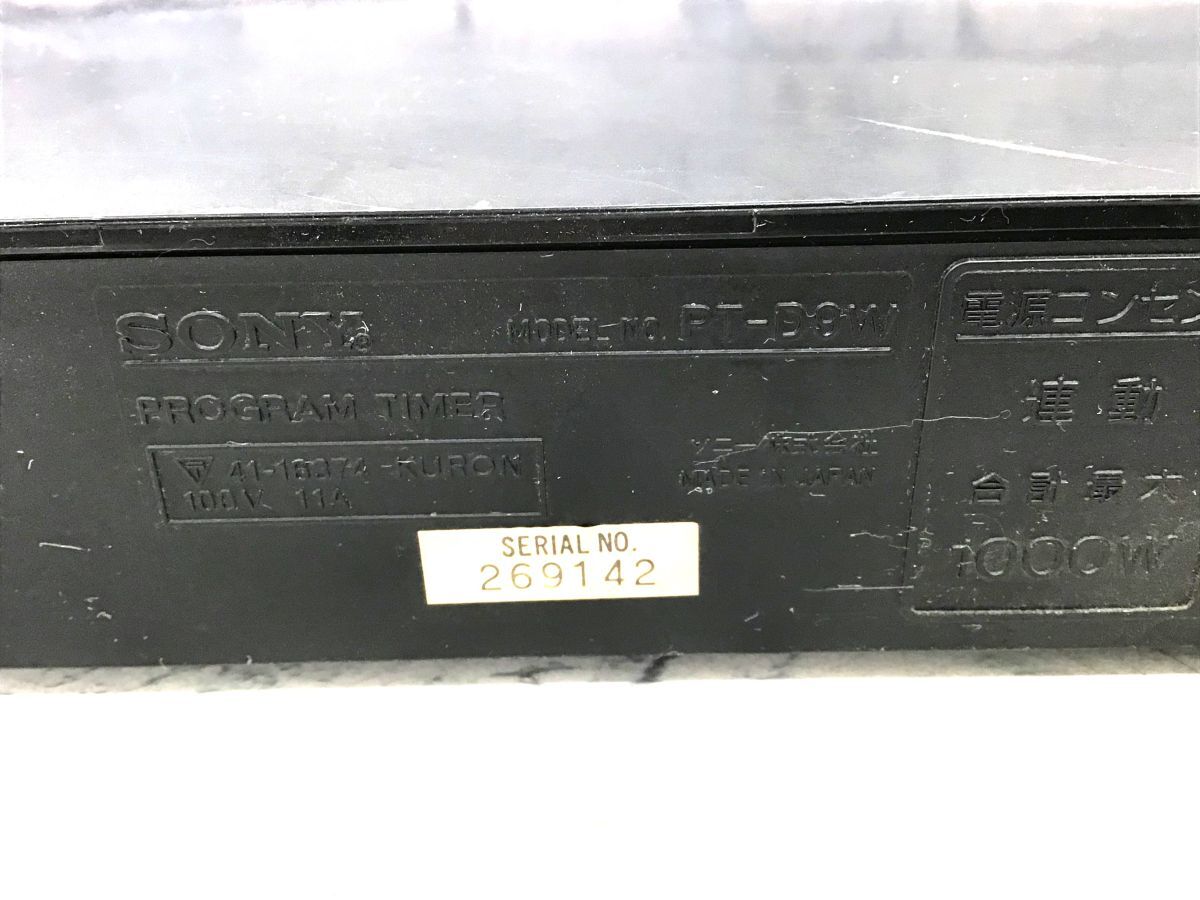 SONY®
MODEL NO. PT-D9W
PROGRAM TIMER
41-16374 -KURON
100V 11A
ソニー株式会社
MADE IN JAPAN
SERIAL NO.
269142
電源コンセン
連動
合計最大
1000W